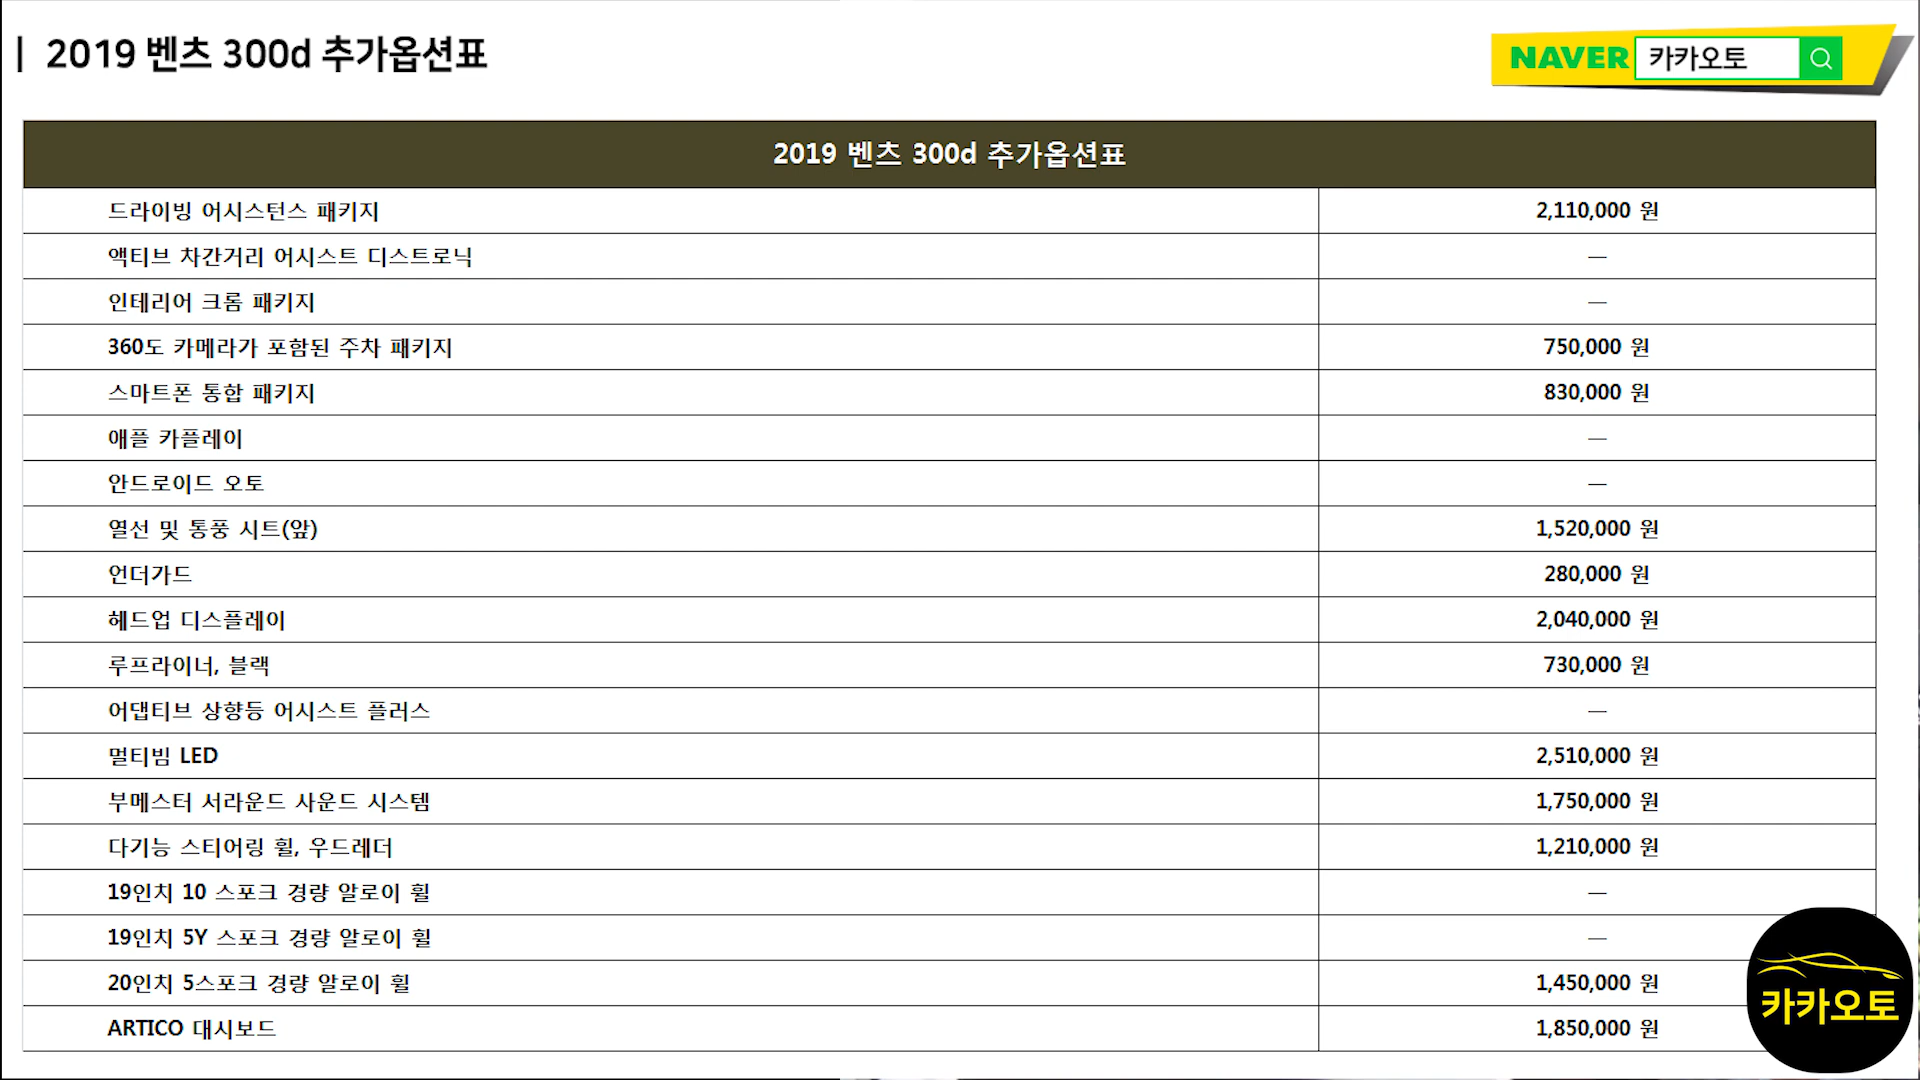 2019 벤츠 300d 추가옵션표
NAVER 카카오토
2019 벤츠 300d 추가옵션표
드라이빙 어시스턴스 패키지 2,110,000 원
액티브 차간거리 어시스트 디스트로닉 —
인테리어 크롬 패키지 —
360도 카메라가 포함된 주차 패키지 750,000 원
스마트폰 통합 패키지 830,000 원
애플 카플레이 —
안드로이드 오토 —
열선 및 통풍 시트(앞) 1,520,000 원
언더가드 280,000 원
헤드업 디스플레이 2,040,000 원
루프라이너, 블랙 730,000 원
어댑티브 상향등 어시스트 플러스 —
멀티빔 LED 2,510,000 원
부메스터 서라운드 사운드 시스템 1,750,000 원
다기능 스티어링 휠, 우드레더 1,210,000 원
19인치 10 스포크 경량 알로이 휠 —
19인치 5Y 스포크 경량 알로이 휠 —
20인치 5스포크 경량 알로이 휠 1,450,000 원
ARTICO 대시보드 1,850,000 원
카카오토